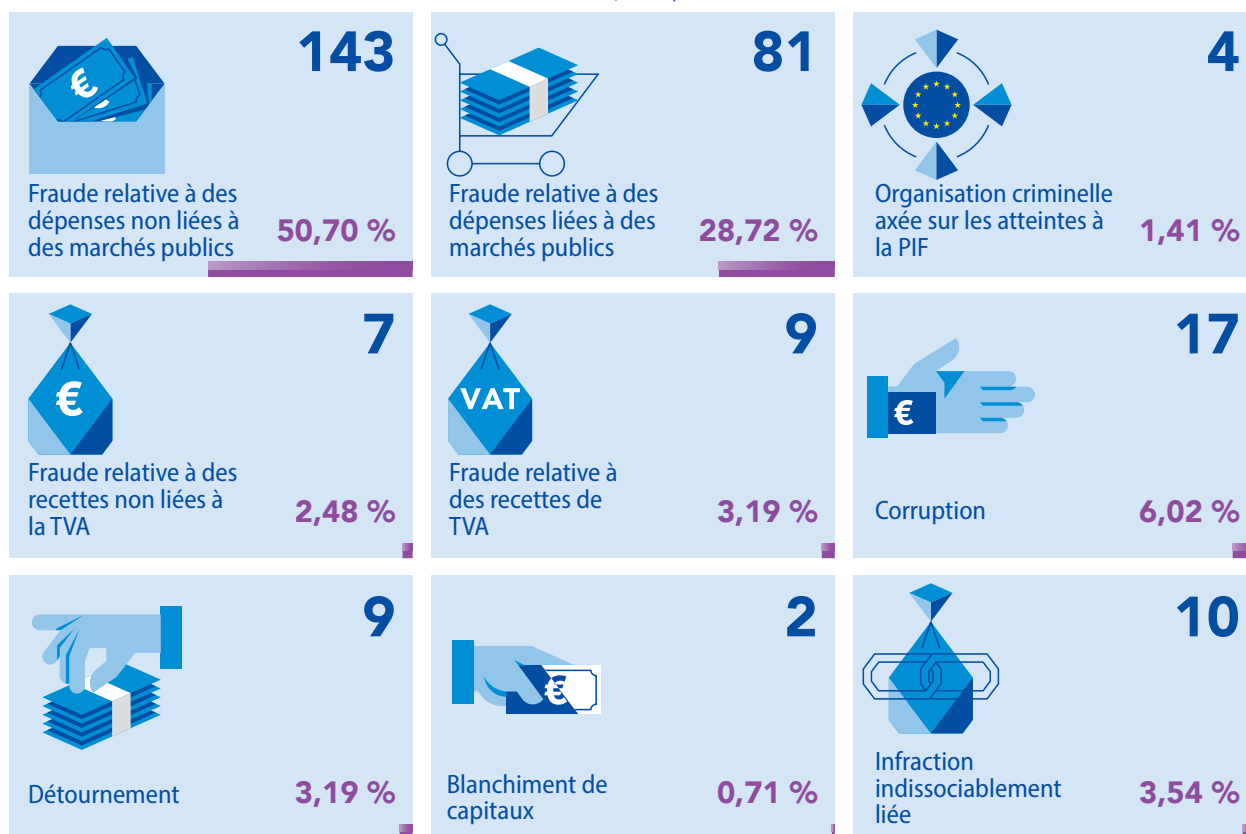 143
Fraude relative à des
dépenses non liées à
des marchés publics
50,70 %
81
Fraude relative à des
dépenses liées à des
marchés publics
28,72 %
4
Organisation criminelle
axée sur les atteintes à
la PIF
1,41 %
7
€
Fraude relative à des
recettes non liées à
la TVA
2,48 %
9
VAT
Fraude relative à
des recettes de
TVA
3,19 %
17
€
Corruption
6,02 %
9
Détournement
3,19 %
2
€
Blanchiment de
capitaux
0,71 %
10
Infraction
indissociablement
liée
3,54 %